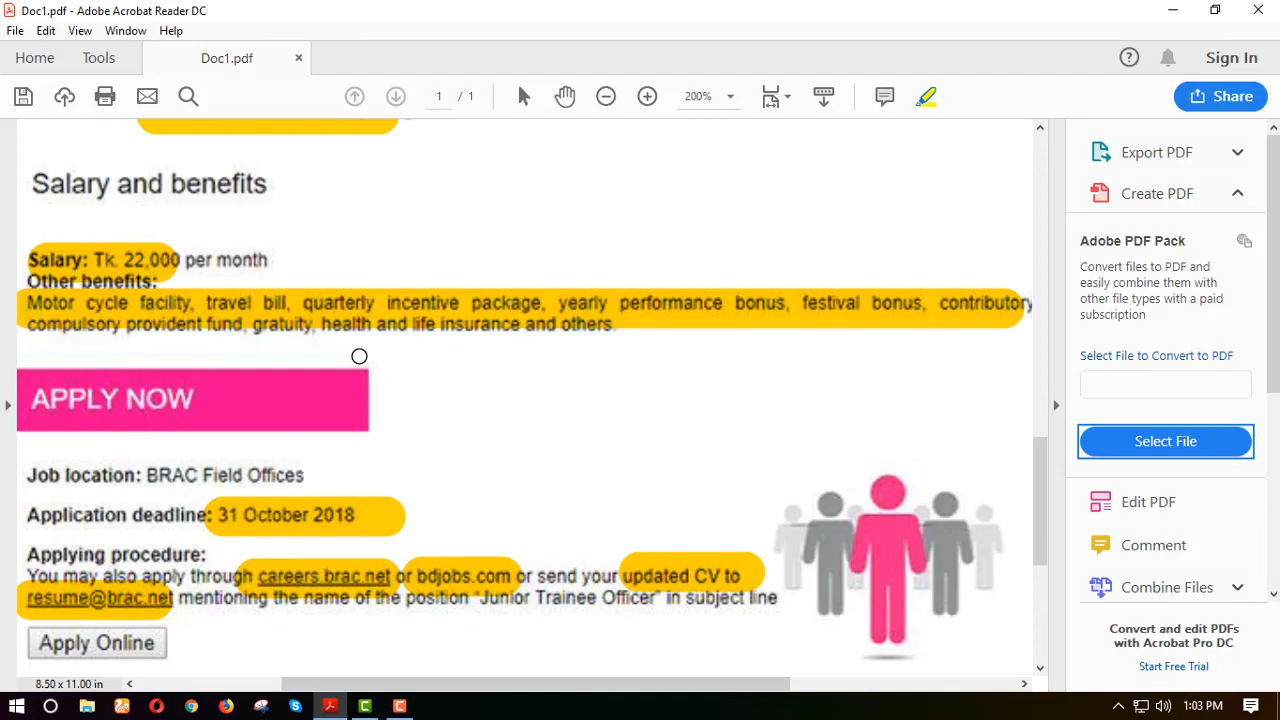 Doc1.pdf - Adobe Acrobat Reader DC
File Edit View Window Help
Home Tools Doc1.pdf × Sign In
1 / 1 200% Share
Salary and benefits
Salary: Tk. 22,000 per month
Other benefits:
Motor cycle facility, travel bill, quarterly incentive package, yearly performance bonus, festival bonus, contributory
compulsory provident fund, gratuity, health and life insurance and others.
APPLY NOW
Job location: BRAC Field Offices
Application deadline: 31 October 2018
Applying procedure:
You may also apply through careers.brac.net or bdjobs.com or send your updated CV to
resume@brac.net mentioning the name of the position "Junior Trainee Officer" in subject line
Apply Online
8.50 x 11.00 in
Export PDF
Create PDF
Adobe PDF Pack
Convert files to PDF and
easily combine them with
other file types with a paid
subscription
Select File to Convert to PDF
Select File
Edit PDF
Comment
Combine Files
Convert and edit PDFs
with Acrobat Pro DC
Start Free Trial
1:03 PM